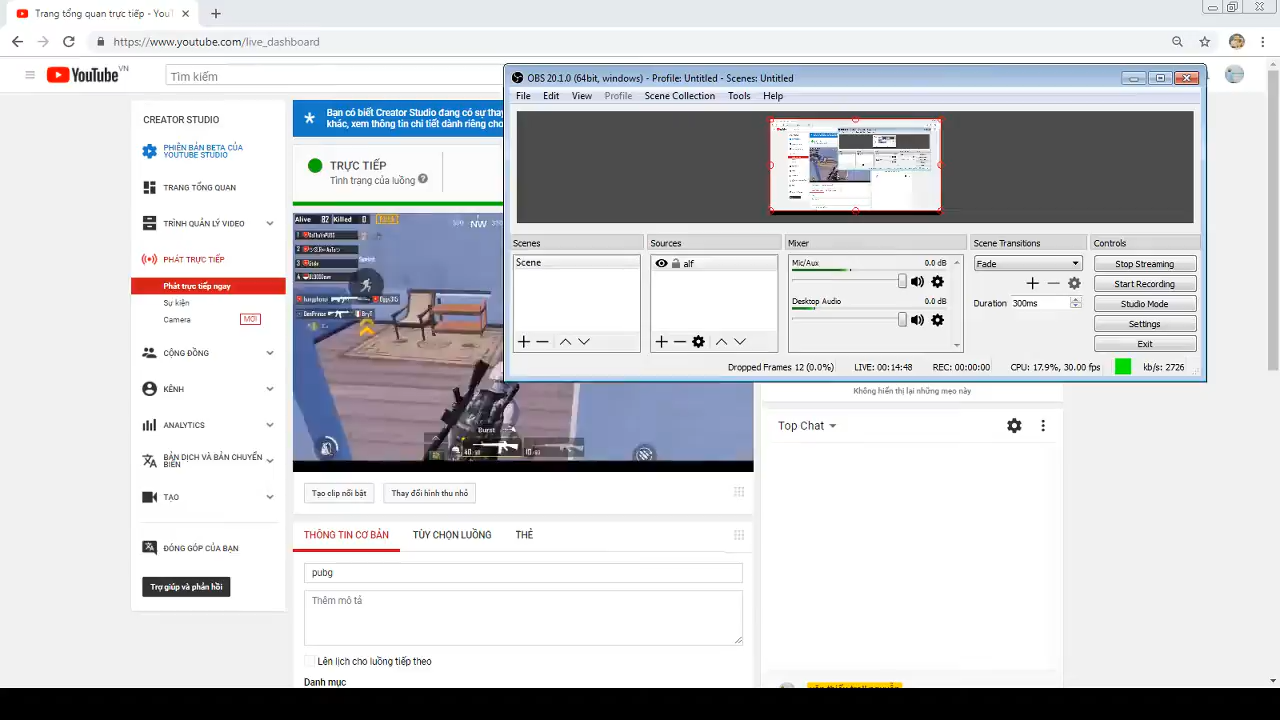 Trang tổng quan trực tiếp - You
https://www.youtube.com/live_dashboard
YouTube VN
Tìm kiếm
CREATOR STUDIO
PHIÊN BẢN BETA CỦA
YOUTUBE STUDIO
TRANG TỔNG QUAN
TRÌNH QUẢN LÝ VIDEO
PHÁT TRỰC TIẾP
Phát trực tiếp ngay
Sự kiện
Camera
MỚI
CỘNG ĐỒNG
KÊNH
ANALYTICS
BẢN DỊCH VÀ BẢN CHUYỂN
BIÊN
TẠO
ĐÓNG GÓP CỦA BẠN
Trợ giúp và phản hồi
Bạn có biết Creator Studio đang có sự thay
khác, xem thông tin chi tiết dành riêng cho
TRỰC TIẾP
Tình trạng của luồng
Alive 82 Killed 0
NW
Sprint
Burst
Tạo clip nổi bật
Thay đổi hình thu nhỏ
THÔNG TIN CƠ BẢN
TÙY CHỌN LUỒNG
THẺ
pubg
Thêm mô tả
Lên lịch cho luồng tiếp theo
Danh mục
OBS 20.1.0 (64bit, windows) - Profile: Untitled - Scenes: Untitled
File Edit View Profile Scene Collection Tools Help
Scenes
Scene
Sources
alf
Mixer
Mic/Aux 0.0 dB
Desktop Audio 0.0 dB
Scene Transitions
Fade
Duration 300ms
Controls
Stop Streaming
Start Recording
Studio Mode
Settings
Exit
Dropped Frames 12 (0.0%) LIVE: 00:14:48 REC: 00:00:00 CPU: 17.9%, 30.00 fps kb/s: 2726
Không hiển thị lại những mẹo này
Top Chat